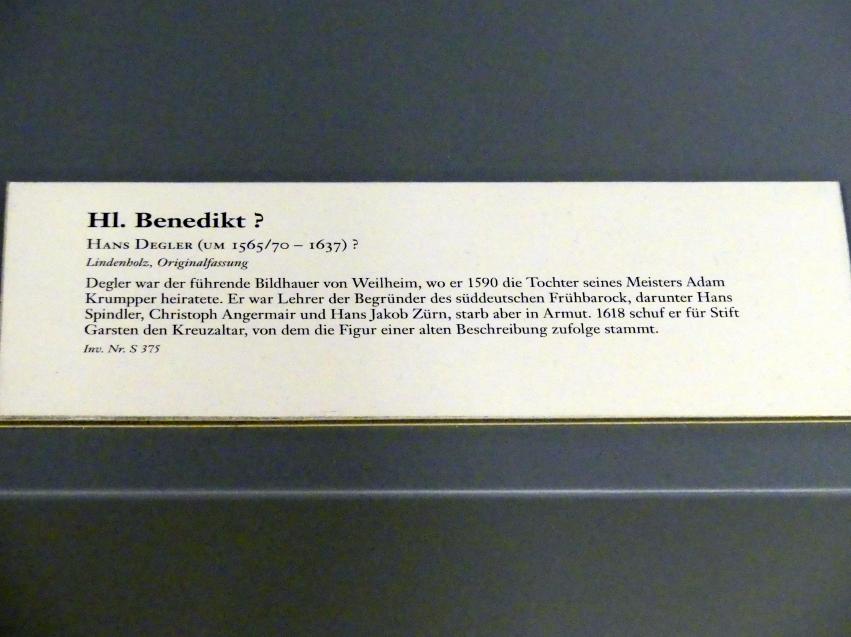 Hl. Benedikt ?
Hans Degler (um 1565/70 – 1637) ?
Lindenholz, Originalfassung
Degler war der führende Bildhauer von Weilheim, wo er 1590 die Tochter seines Meisters Adam
Krumpper heiratete. Er war Lehrer der Begründer des süddeutschen Frühbarock, darunter Hans
Spindler, Christoph Angermair und Hans Jakob Zürn, starb aber in Armut. 1618 schuf er für Stift
Garsten den Kreuzaltar, von dem die Figur einer alten Beschreibung zufolge stammt.
Inv. Nr. S 375